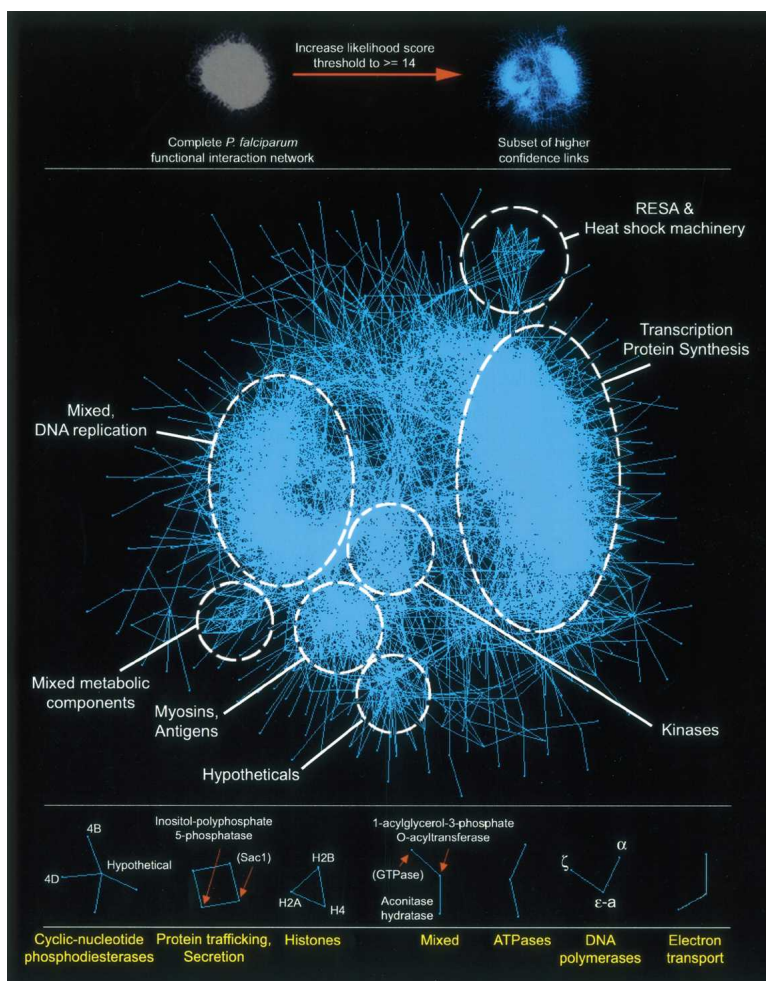 Increase likelihood score
threshold to >= 14
Complete P. falciparum
functional interaction network
Subset of higher
confidence links
RESA &
Heat shock machinery
Transcription
Protein Synthesis
Mixed,
DNA replication
Mixed metabolic
components
Myosins,
Antigens
Kinases
Hypotheticals
4B
Hypothetical
4D
Inositol-polyphosphate
5-phosphatase
(Sac1)
H2B
H2A
H4
1-acylglycerol-3-phosphate
O-acyltransferase
(GTPase)
Aconitase
hydratase
α
ζ
ε-a
Cyclic-nucleotide
phosphodiesterases
Protein trafficking,
Secretion
Histones
Mixed
ATPases
DNA
polymerases
Electron
transport